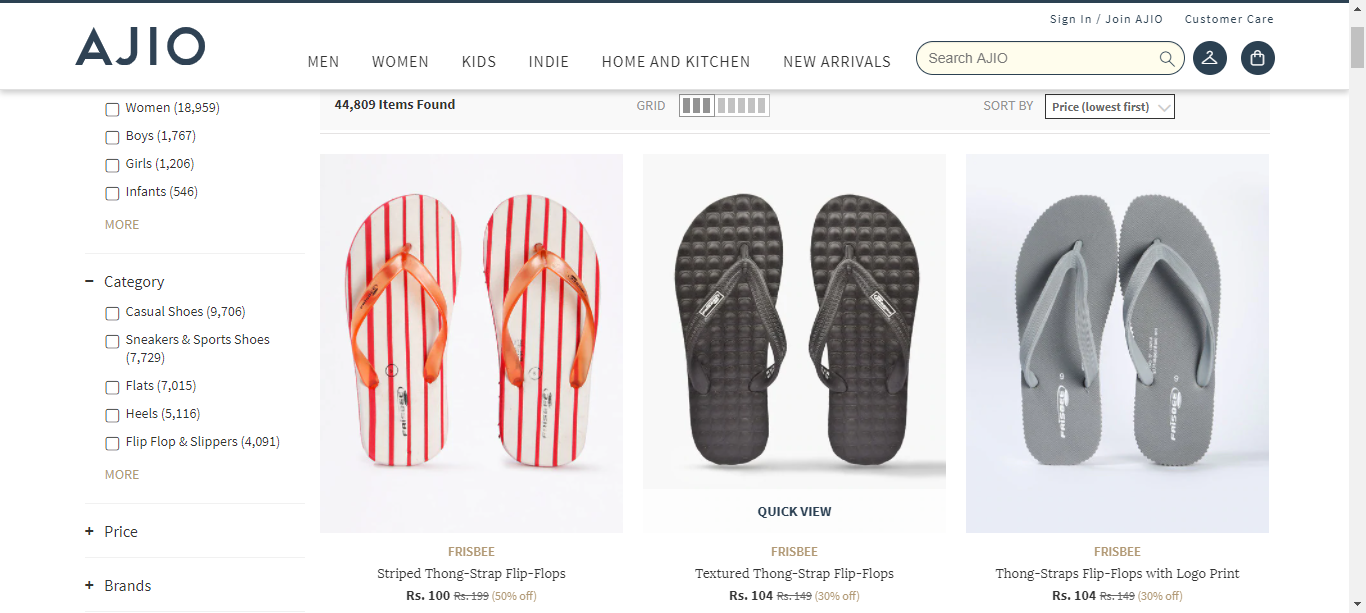 Sign In / Join AJIO Customer Care
AJIO
MEN WOMEN KIDS INDIE HOME AND KITCHEN NEW ARRIVALS
Search AJIO
Women (18,959)
Boys (1,767)
Girls (1,206)
Infants (546)
MORE
− Category
Casual Shoes (9,706)
Sneakers & Sports Shoes
(7,729)
Flats (7,015)
Heels (5,116)
Flip Flop & Slippers (4,091)
MORE
+ Price
+ Brands
44,809 Items Found GRID SORT BY Price (lowest first)
FRISBEE
FRISBEE
FRISBEE
QUICK VIEW
FRISBEE
Striped Thong-Strap Flip-Flops
Rs. 100 Rs. 199 (50% off)
FRISBEE
Textured Thong-Strap Flip-Flops
Rs. 104 Rs. 149 (30% off)
FRISBEE
Thong-Straps Flip-Flops with Logo Print
Rs. 104 Rs. 149 (30% off)